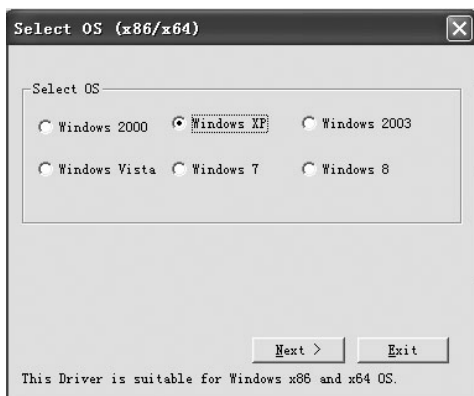 Select OS (x86/x64)
Select OS
Windows 2000 Windows XP Windows 2003
Windows Vista Windows 7 Windows 8
Next > Exit
This Driver is suitable for Windows x86 and x64 OS.